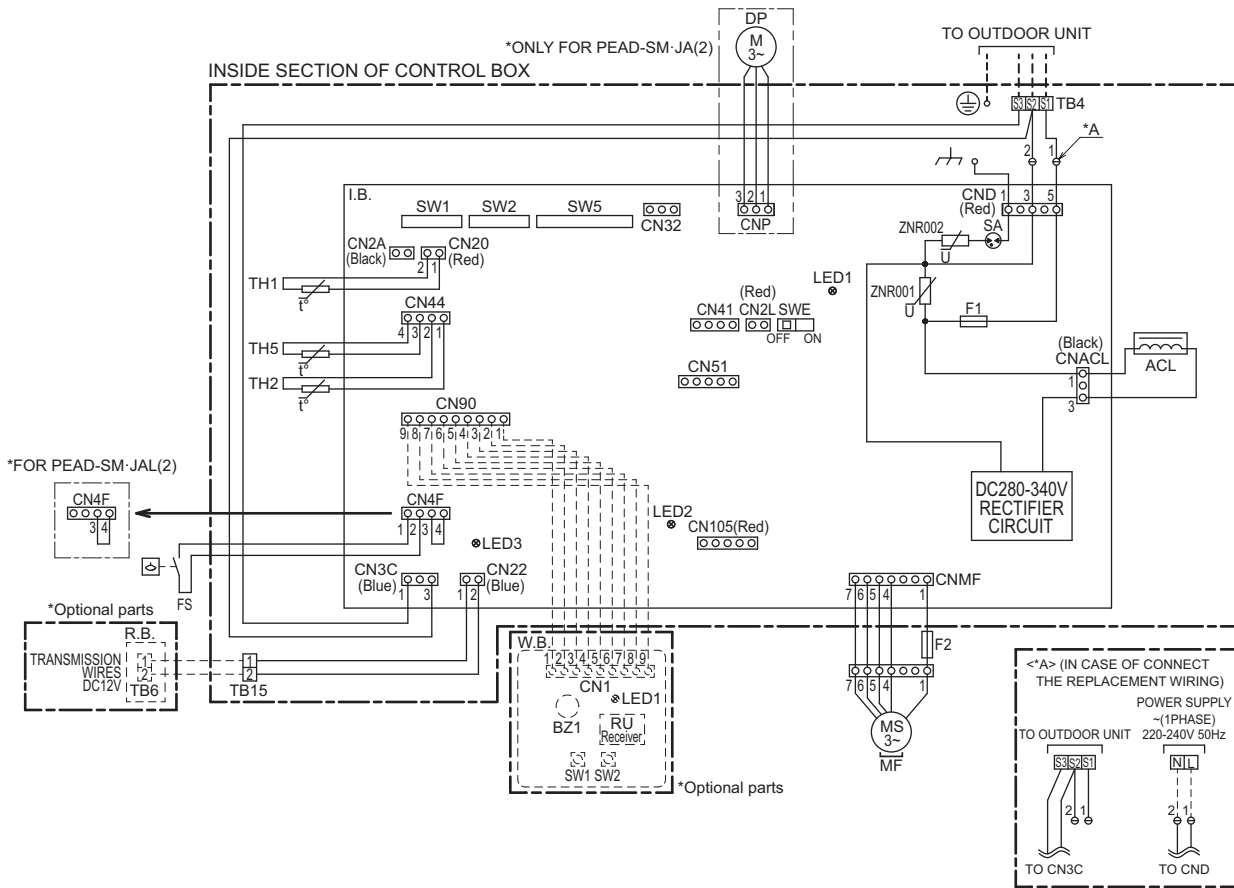 DP
M
3~
*ONLY FOR PEAD-SM·JA(2)
TO OUTDOOR UNIT
INSIDE SECTION OF CONTROL BOX
S3 S2 S1 TB4
*A
2 1
I.B.
SW1 SW2 SW5 CN32
3 2 1
CNP
CND
(Red)
1 3 5
SA
ZNR002
U
CN2A
(Black)
CN20
(Red)
2 1
TH1
t°
CN44
4 3 2 1
TH5
t°
TH2
t°
LED1
(Red)
CN41 CN2L SWE
OFF ON
ZNR001
U
F1
CN51
(Black)
CNACL
1
3
ACL
CN90
9 8 7 6 5 4 3 2 1
*FOR PEAD-SM·JAL(2)
CN4F
3 4
CN4F
1 2 3 4
LED2
CN105(Red)
DC280-340V
RECTIFIER
CIRCUIT
LED3
FS
CN3C
(Blue)
1 3
CN22
(Blue)
1 2
CNMF
7 6 5 4 1
F2
*Optional parts
R.B.
TRANSMISSION
WIRES
DC12V
1
2
TB6
1
2
TB15
W.B.
1 2 3 4 5 6 7 8 9
CN1
LED1
BZ1
RU
Receiver
SW1 SW2
*Optional parts
7 6 5 4 1
MS
3~
MF
<*A> (IN CASE OF CONNECT
THE REPLACEMENT WIRING)
POWER SUPPLY
~(1PHASE)
220-240V 50Hz
TO OUTDOOR UNIT
S3 S2 S1
N L
2 1
2 1
TO CN3C
TO CND